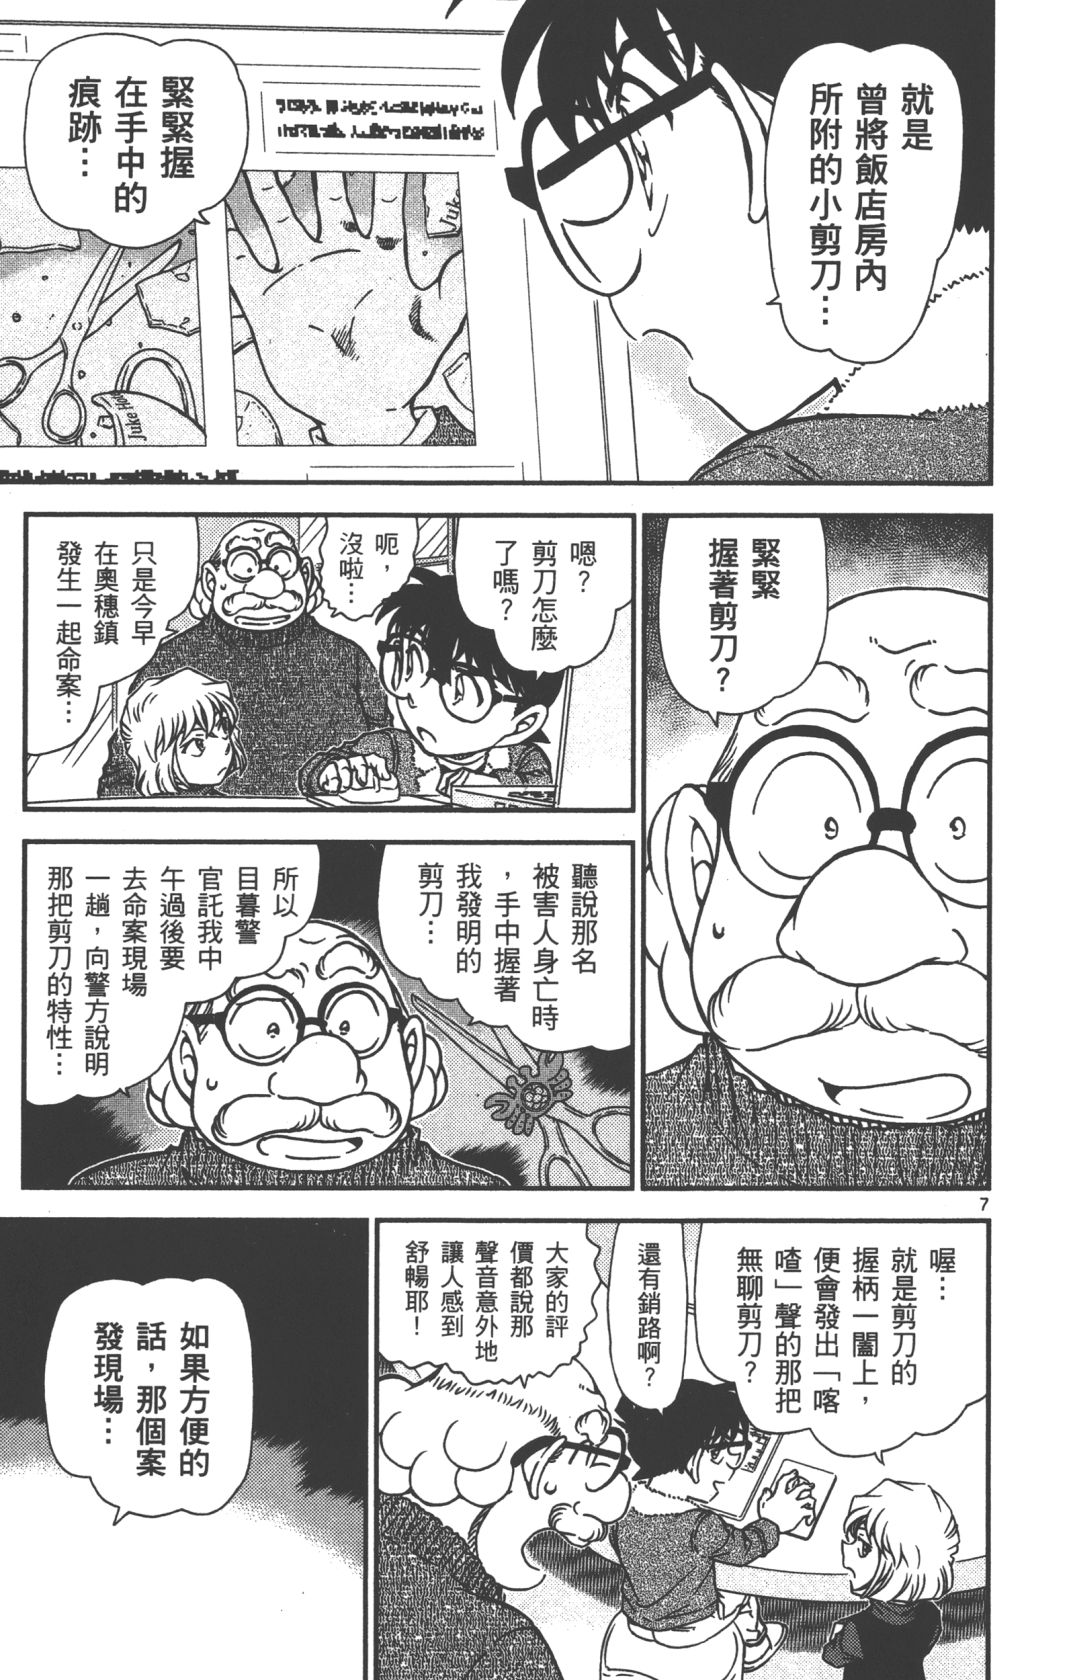 就是
曾將飯店房內
所附的小剪刀…
緊緊握
在手中的
痕跡…
Juke
Juke Ho
緊緊
握著剪刀？
嗯？
剪刀怎麼
了嗎？
呃，
沒啦…
只是今早
在奧穗鎮
發生一起命案…
聽說那名
被害人身亡時
，手中握著
我發明的
剪刀…
所以
目暮警
官託我中
午過後要
去命案現場
一趟，向警方說明
那把剪刀的特性…
7
喔…
就是剪刀的
握柄一闔上，
便會發出「喀
喳」聲的那把
無聊剪刀？
還有銷路啊？
大家的評
價都說那
聲音意外地
讓人感到
舒暢耶！
如果方便的
話，那個案
發現場…